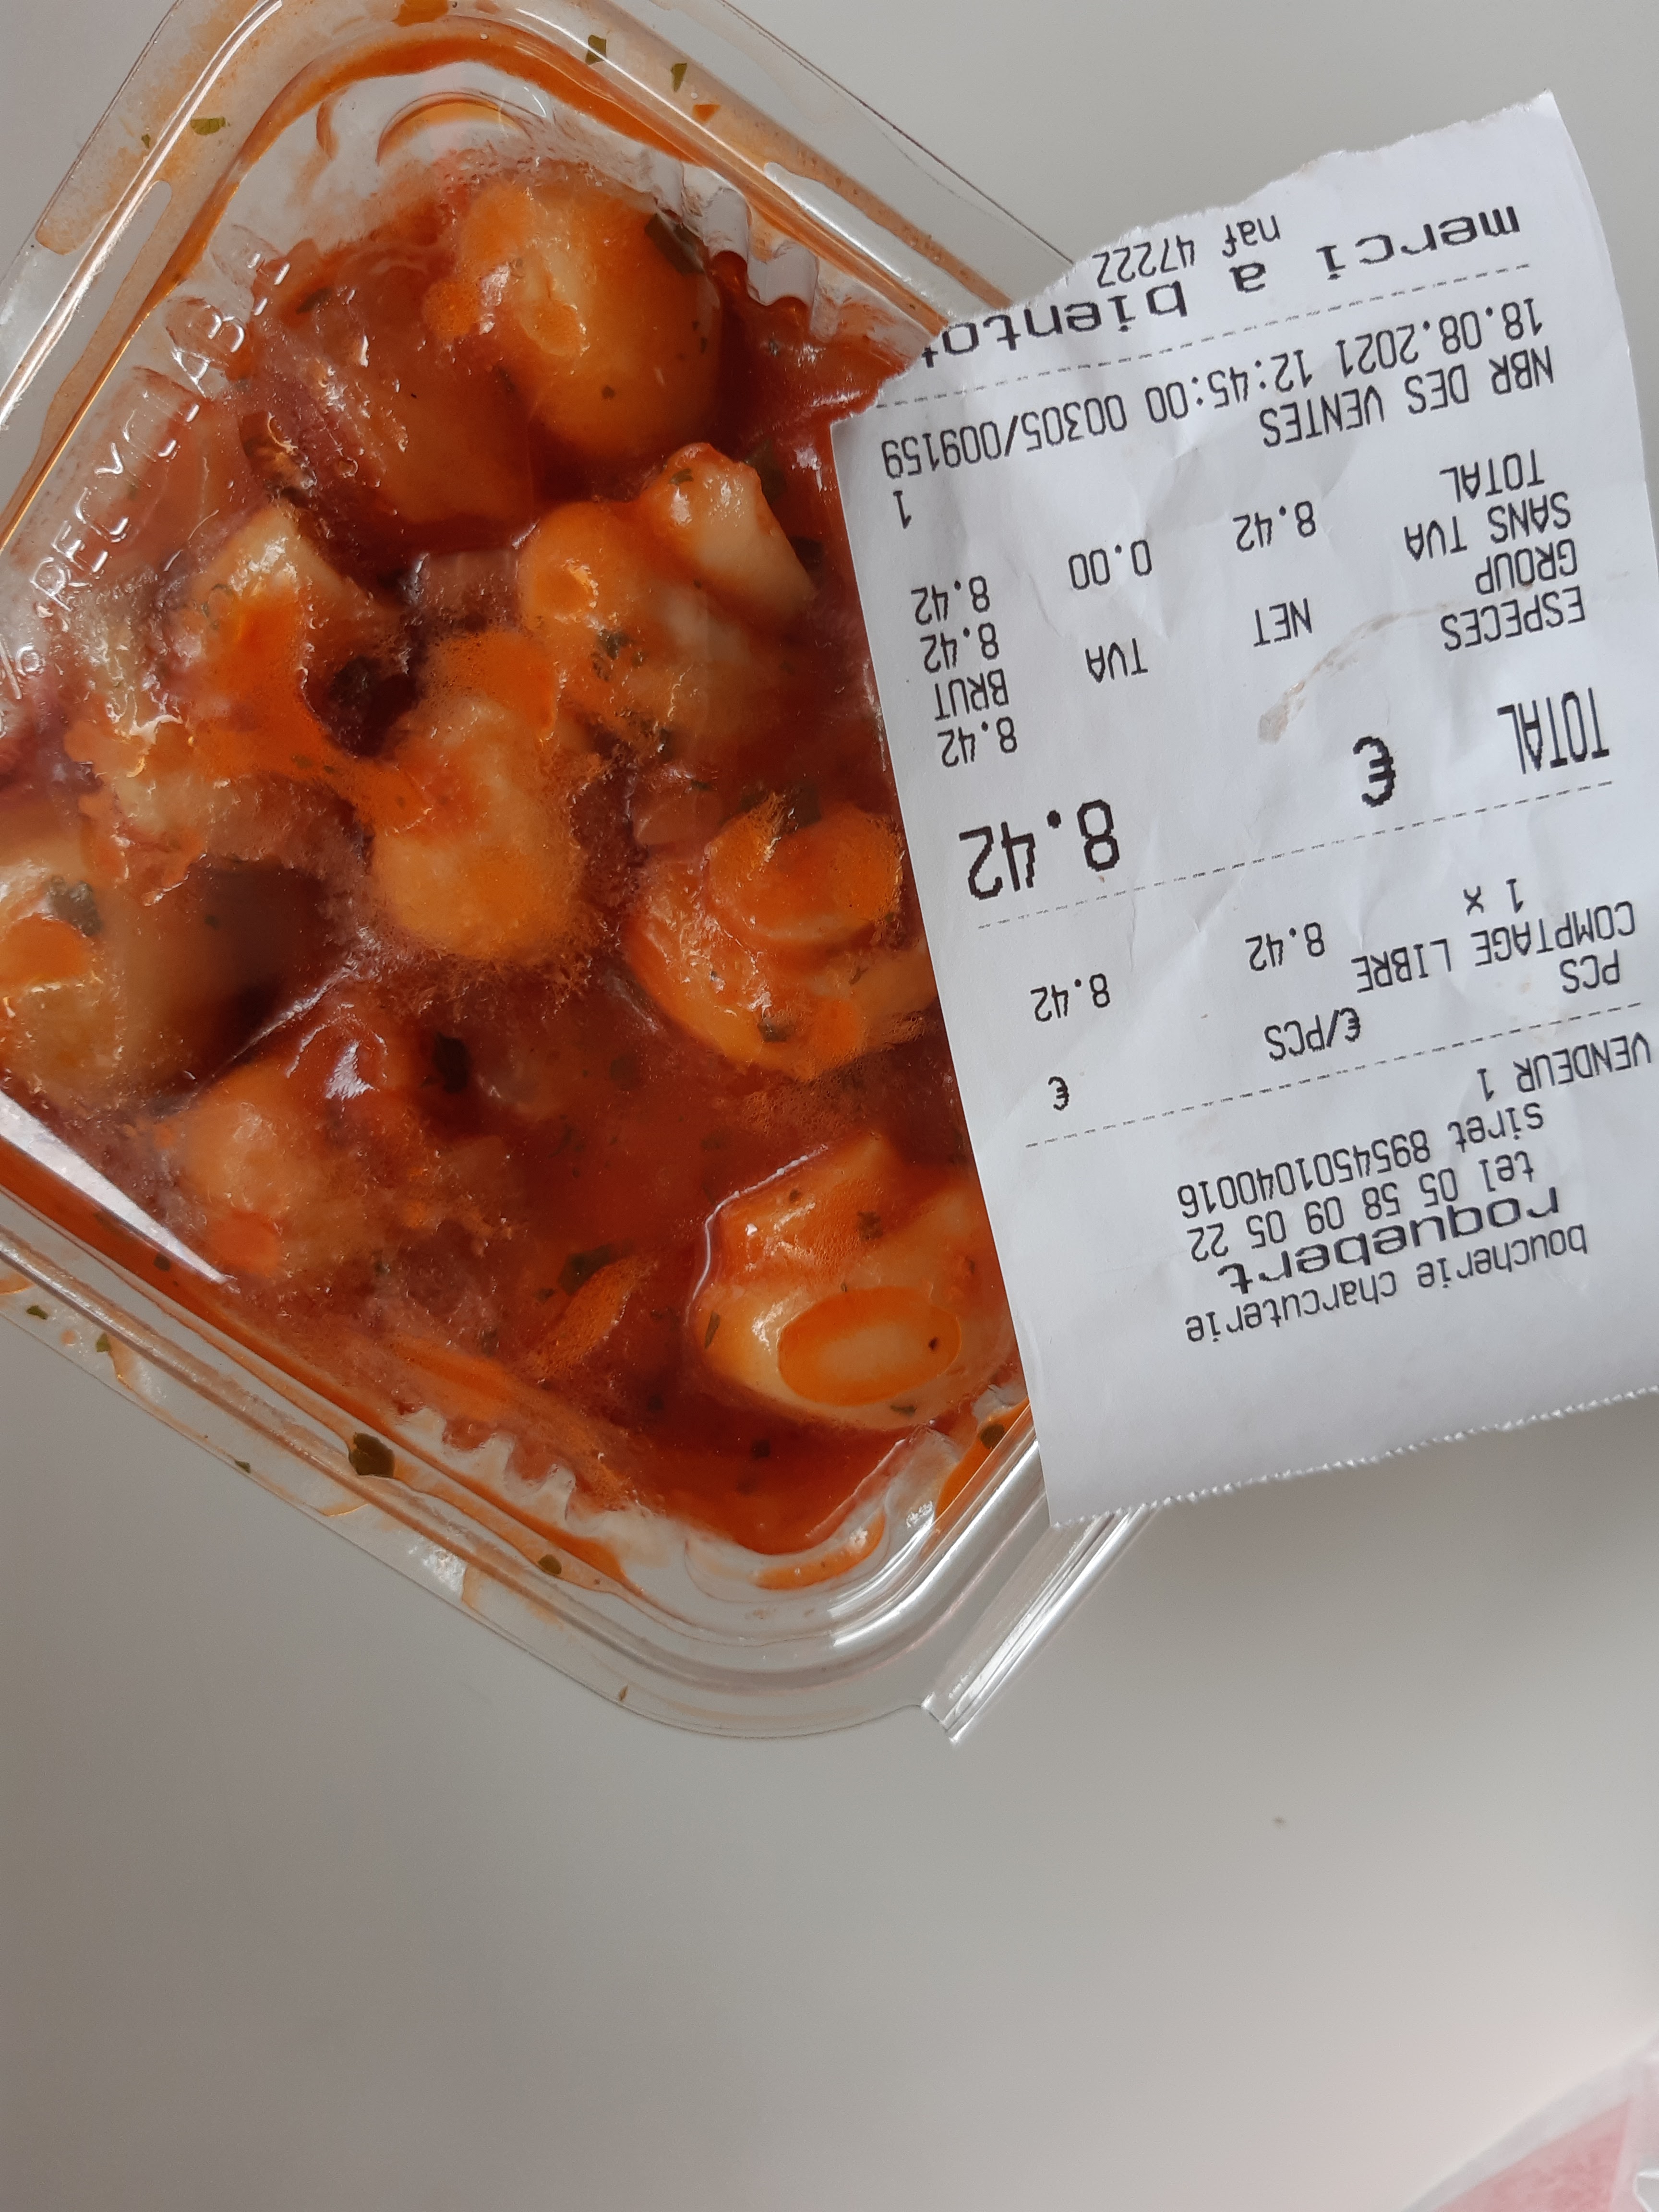 boucherie charcuterie
roquebert
tel 05 58 09 05 22
siret 8954501040016
VENDEUR 1
PCS €/PCS €
COMPTAGE LIBRE
1 x 8.42 8.42
TOTAL € 8.42
ESPECES 8.42
GROUP NET TVA BRUT
SANS TVA 8.42 0.00 8.42
TOTAL 8.42
NBR DES VENTES 1
18.08.2021 12:45:00 00305/009159
merci a bientot
naf 4722Z
RECYCLABLE